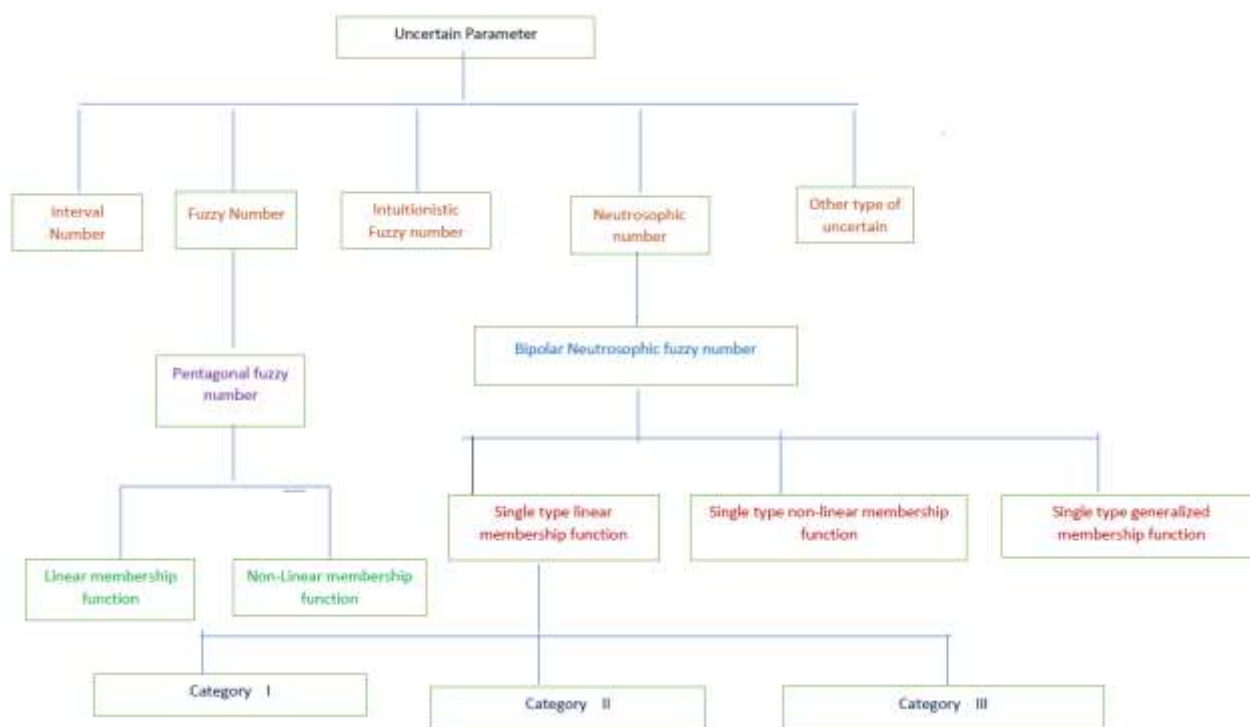 Uncertain Parameter
Interval
Number
Fuzzy Number
Intuitionistic
Fuzzy number
Neutrosophic
number
Other type of
uncertain
Bipolar Neutrosophic fuzzy number
Pentagonal fuzzy
number
Single type linear
membership function
Single type non-linear membership
function
Single type generalized
membership function
Linear membership
function
Non-Linear membership
function
Category I
Category II
Category III